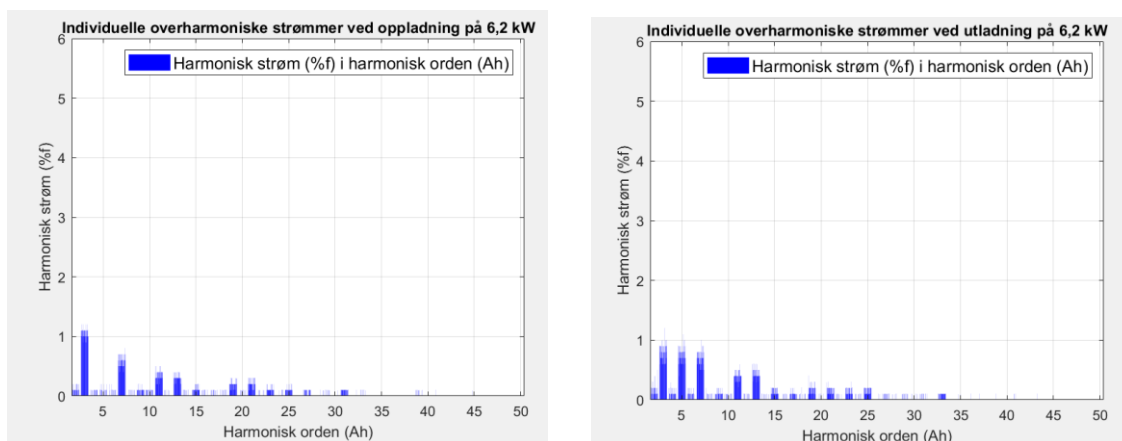 Individuelle overharmoniske strømmer ved oppladning på 6,2 kW
Harmonisk strøm (%f) i harmonisk orden (Ah)
Harmonisk strøm (%f)
6
5
4
3
2
1
0
5 10 15 20 25 30 35 40 45 50
Harmonisk orden (Ah)
Individuelle overharmoniske strømmer ved utladning på 6,2 kW
Harmonisk strøm (%f) i harmonisk orden (Ah)
Harmonisk strøm (%f)
6
5
4
3
2
1
0
5 10 15 20 25 30 35 40 45 50
Harmonisk orden (Ah)